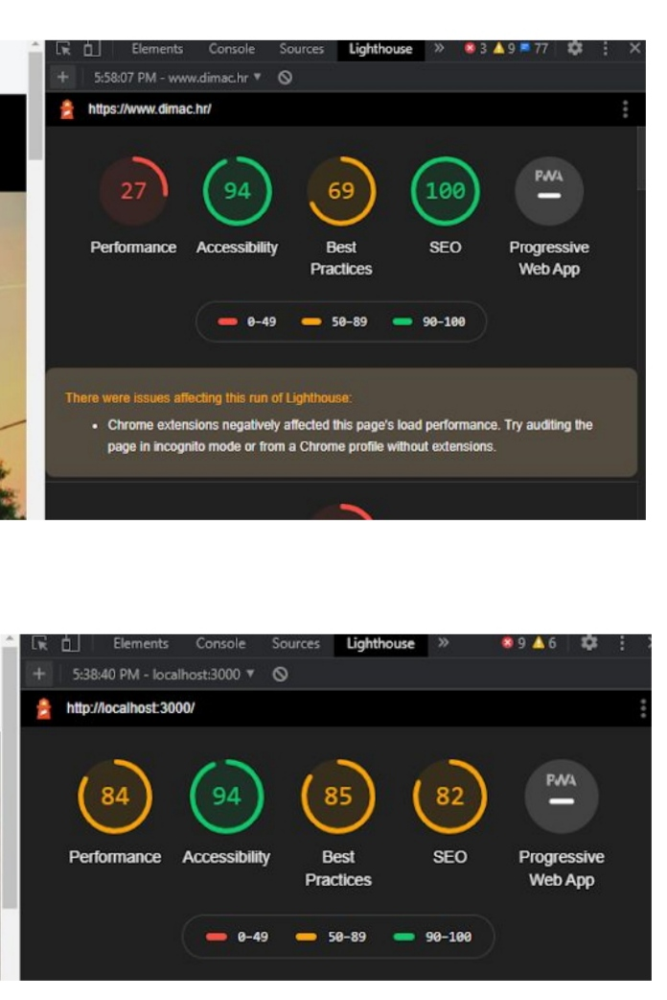 Elements Console Sources Lighthouse » 3 9 77
+ 5:58:07 PM - www.dimac.hr
https://www.dimac.hr/
27 94 69 100 PWA
Performance Accessibility Best Practices SEO Progressive Web App
0-49 50-89 90-100
There were issues affecting this run of Lighthouse:
• Chrome extensions negatively affected this page's load performance. Try auditing the
page in incognito mode or from a Chrome profile without extensions.
Elements Console Sources Lighthouse » 9 6
+ 5:38:40 PM - localhost:3000
http://localhost:3000/
84 94 85 82 PWA
Performance Accessibility Best Practices SEO Progressive Web App
0-49 50-89 90-100